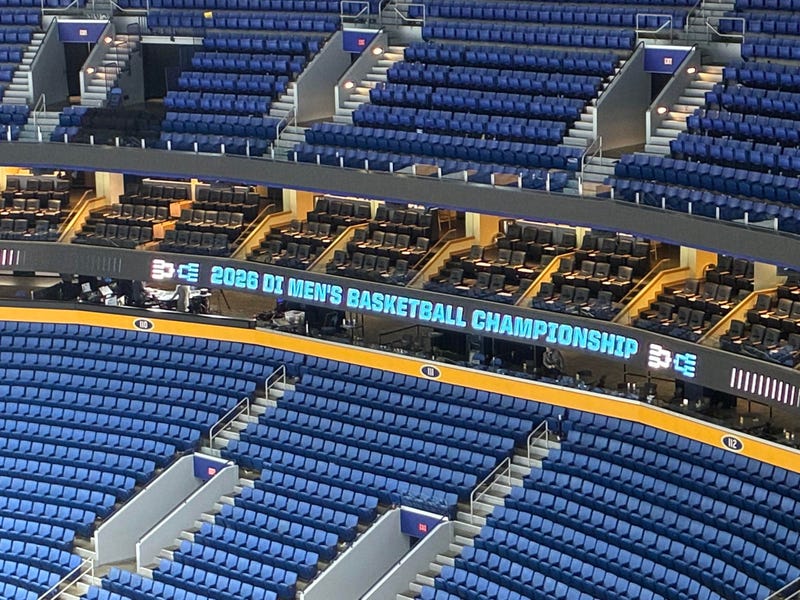 2026 DI MEN'S BASKETBALL CHAMPIONSHIP
110
111
112